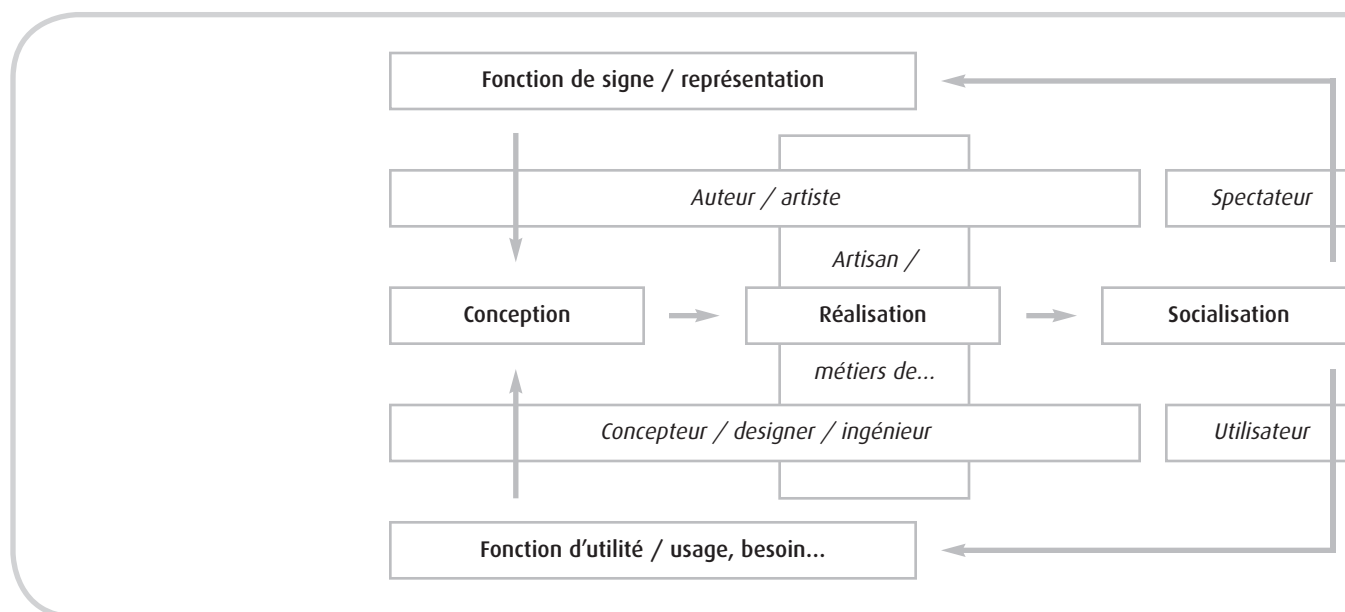 Fonction de signe / représentation
Auteur / artiste
Spectateur
Artisan /
Conception
Réalisation
Socialisation
métiers de...
Concepteur / designer / ingénieur
Utilisateur
Fonction d’utilité / usage, besoin...